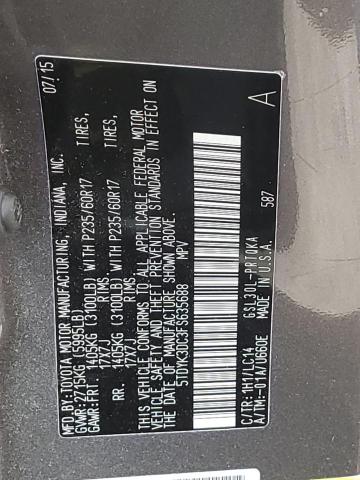 MFD.BY:TOYOTA MOTOR MANUFACTURING, INDIANA, INC. 07/15
GVWR:2715KG (5995LB)
GAWR:FRT. 1405KG (3100LB) WITH P235/60R17 TIRES,
17X7J RIMS,
RR. 1405KG (3100LB) WITH P235/60R17 TIRES,
17X7J RIMS
THIS VEHICLE CONFORMS TO ALL APPLICABLE FEDERAL MOTOR
VEHICLE SAFETY, AND THEFT PREVENTION STANDARDS IN EFFECT
ON THE DATE OF MANUFACTURE SHOWN ABOVE.
5TDYK3DC3FS635688 MPV
C/TR:1H1/LC14 GSL30L-PRTQKA
A/TM:-01A/U660E MADE IN U.S.A. 587
A